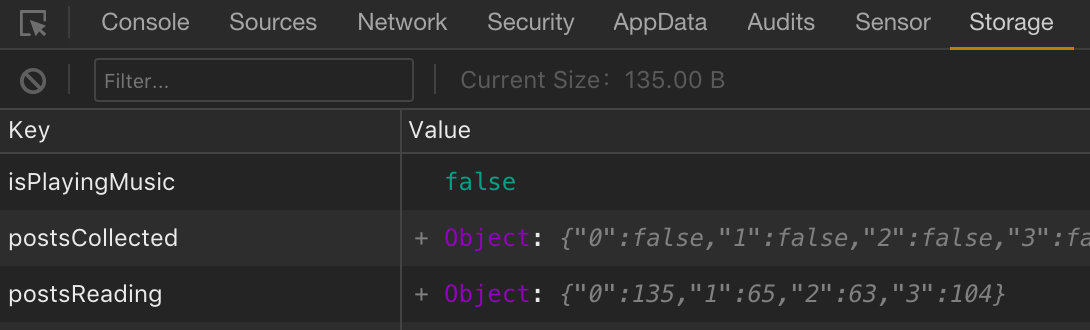 Console Sources Network Security AppData Audits Sensor Storage
Filter... Current Size: 135.00 B
Key Value
isPlayingMusic false
postsCollected + Object: {"0":false,"1":false,"2":false,"3":fa
postsReading + Object: {"0":135,"1":65,"2":63,"3":104}